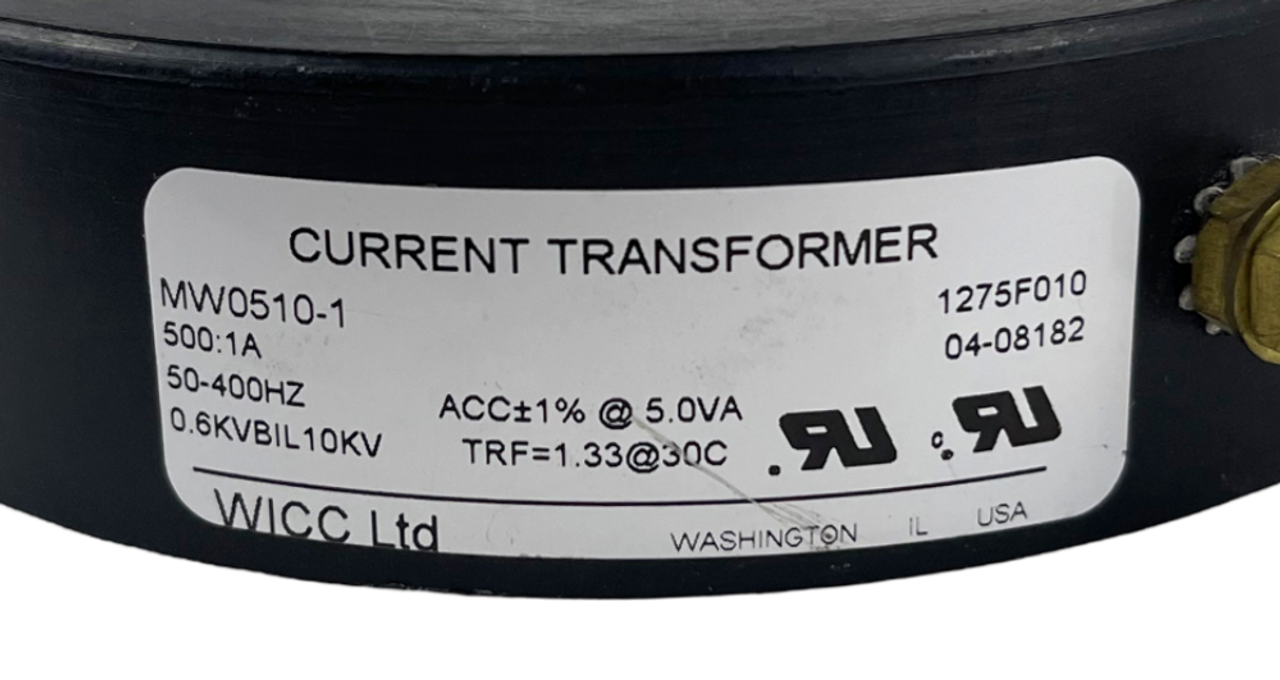 CURRENT TRANSFORMER
MW0510-1
1275F010
500:1A
04-08182
50-400HZ
ACC±1% @ 5.0VA
0.6KVBIL10KV
TRF=1.33@30C
c
WICC Ltd
WASHINGTON IL USA